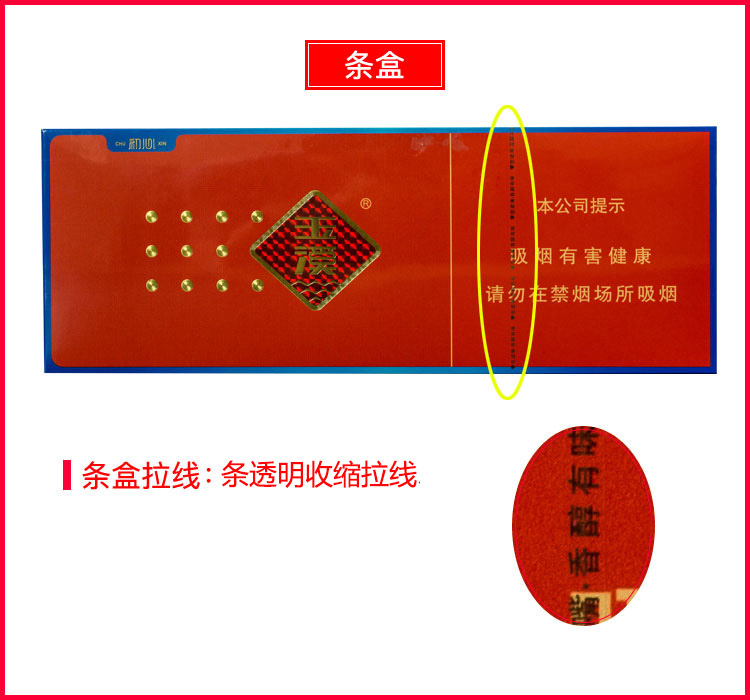 条盒
CHU 初心 XIN
玉溪
®
本公司提示
吸烟有害健康
请勿在禁烟场所吸烟
条盒拉线：条透明收缩拉线.
香醇有味